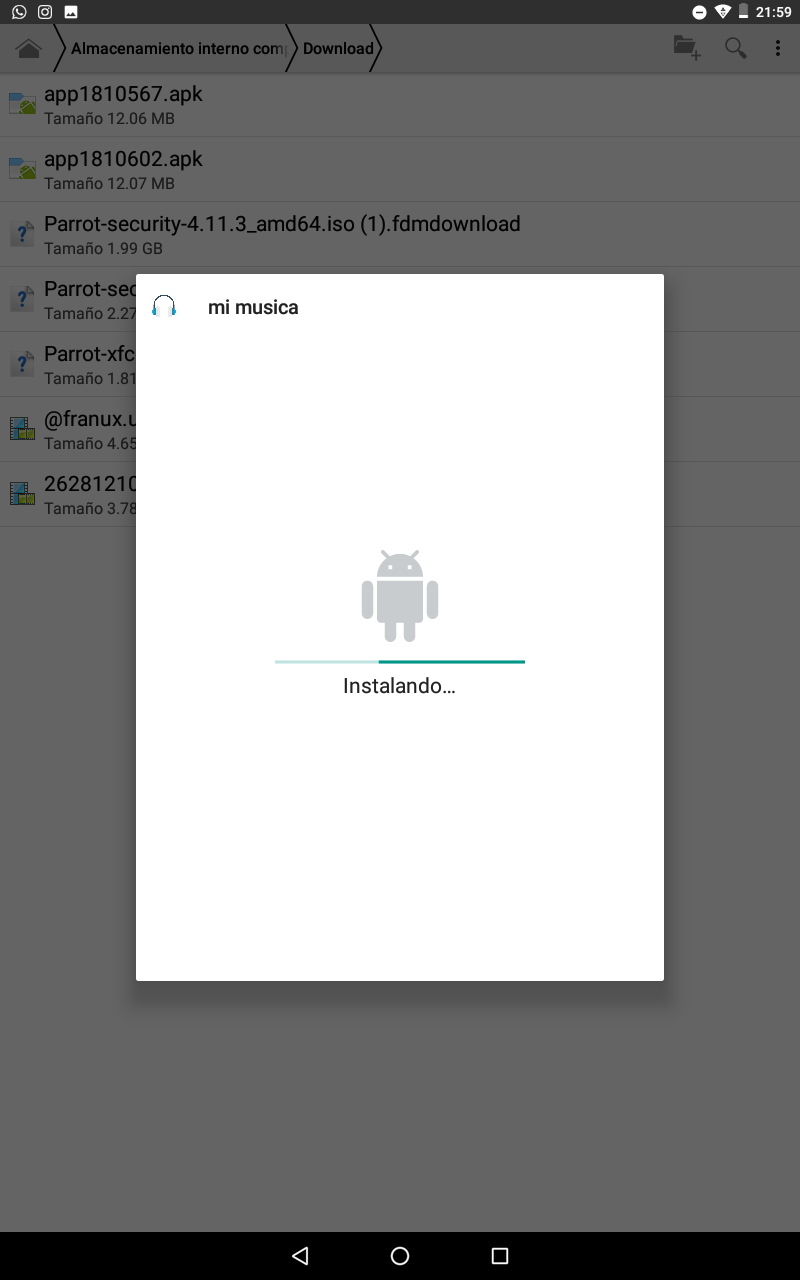 21:59
Almacenamiento interno com
Download
app1810567.apk
Tamaño 12.06 MB
app1810602.apk
Tamaño 12.07 MB
Parrot-security-4.11.3_amd64.iso (1).fdmdownload
Tamaño 1.99 GB
Parrot-sec
Tamaño 2.27
Parrot-xfc
Tamaño 1.81
@franux.u
Tamaño 4.65
26281210
Tamaño 3.78
mi musica
Instalando...